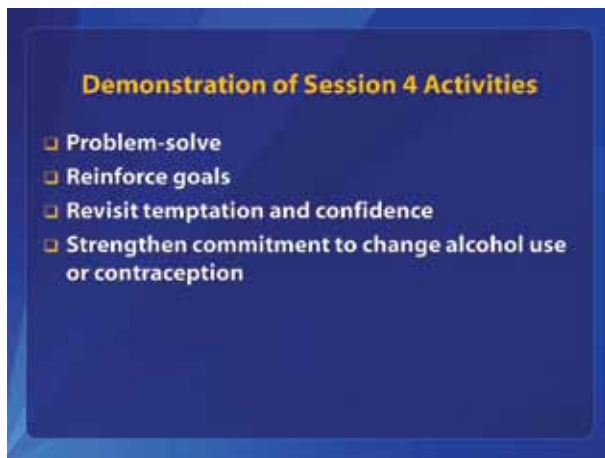 Demonstration of Session 4 Activities
Problem-solve
Reinforce goals
Revisit temptation and confidence
Strengthen commitment to change alcohol use
or contraception